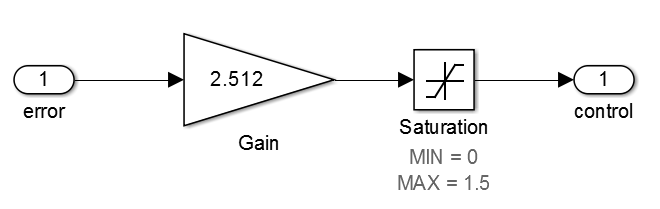 1
error
2.512
Gain
Saturation
MIN = 0
MAX = 1.5
1
control